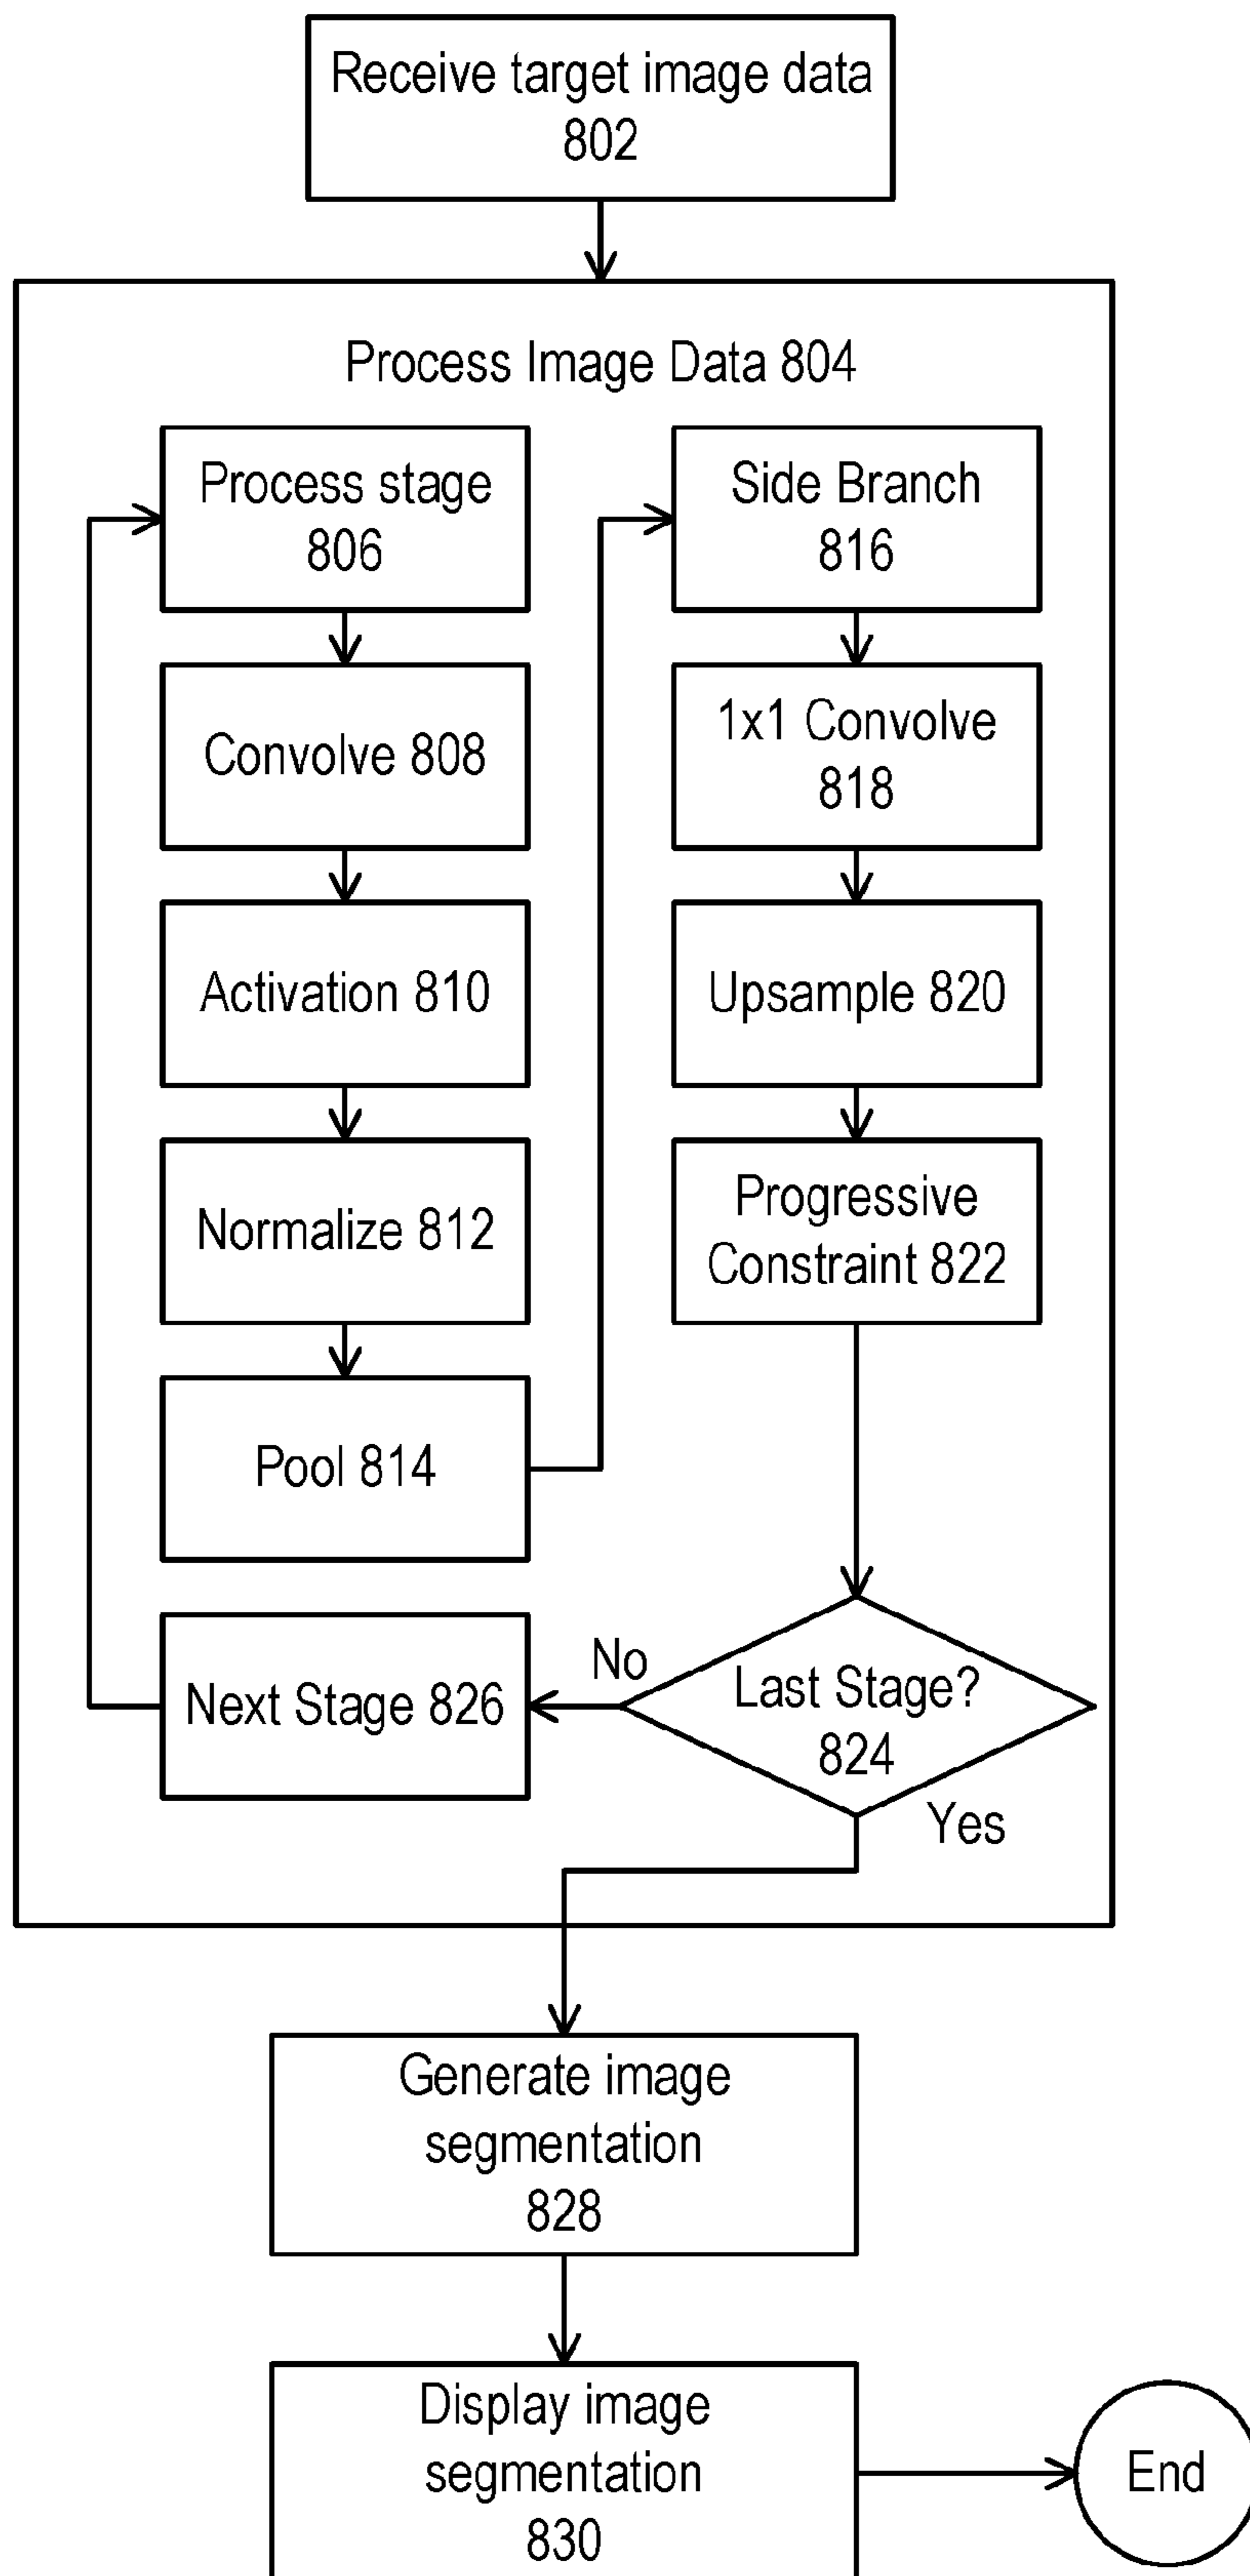 Receive target image data
802
Process Image Data 804
Process stage
806
Convolve 808
Activation 810
Normalize 812
Pool 814
Side Branch
816
1x1 Convolve
818
Upsample 820
Progressive
Constraint 822
Last Stage?
824
No
Yes
Next Stage 826
Generate image
segmentation
828
Display image
segmentation
830
End